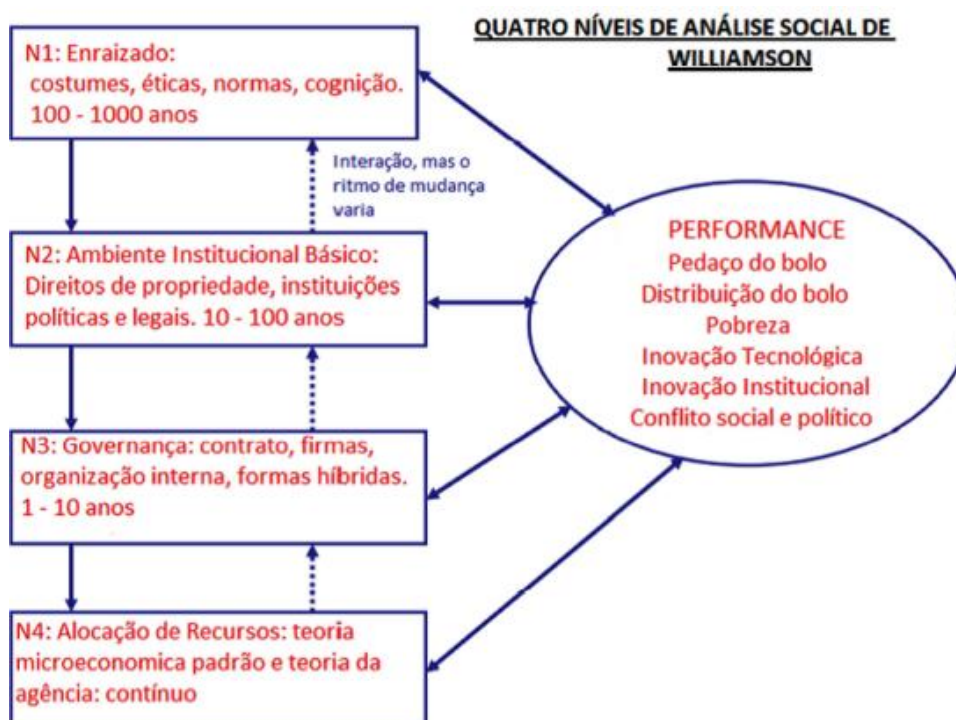 QUATRO NÍVEIS DE ANÁLISE SOCIAL DE
WILLIAMSON
N1: Enraizado:
costumes, éticas, normas, cognição.
100 - 1000 anos
Interação, mas o
ritmo de mudança
varia
N2: Ambiente Institucional Básico:
Direitos de propriedade, instituições
políticas e legais. 10 - 100 anos
N3: Governança: contrato, firmas,
organização interna, formas híbridas.
1 - 10 anos
N4: Alocação de Recursos: teoria
microeconomica padrão e teoria da
agência: contínuo
PERFORMANCE
Pedaço do bolo
Distribuição do bolo
Pobreza
Inovação Tecnológica
Inovação Institucional
Conflito social e político